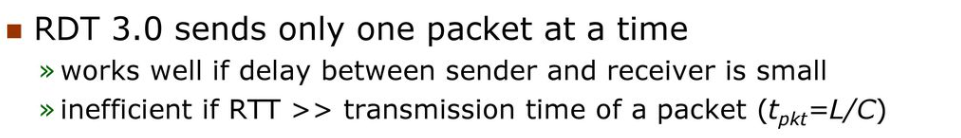 ▪ RDT 3.0 sends only one packet at a time
» works well if delay between sender and receiver is small
» inefficient if RTT >> transmission time of a packet (t_pkt=L/C)